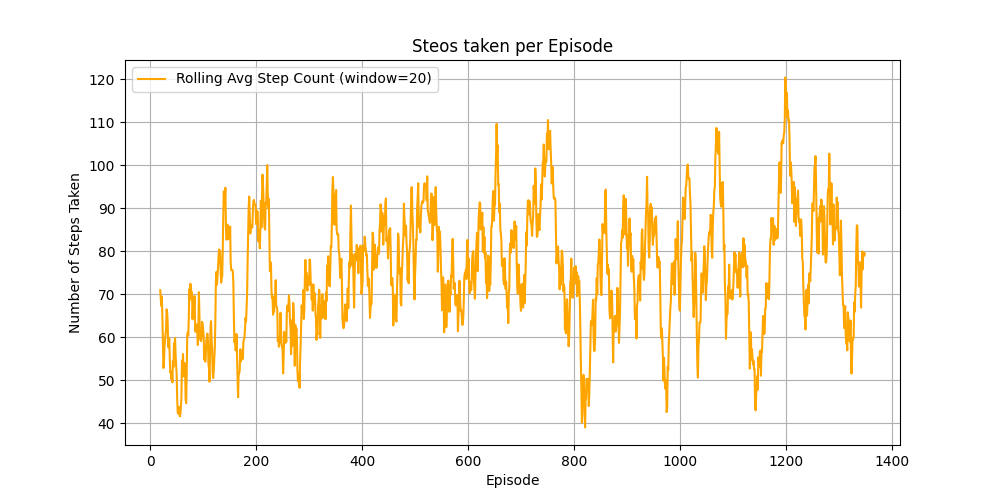 Steos taken per Episode
Rolling Avg Step Count (window=20)
Number of Steps Taken
120
110
100
90
80
70
60
50
40
0 200 400 600 800 1000 1200 1400
Episode